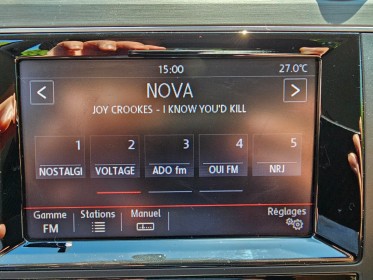 15:00 27.0°C
NOVA
JOY CROOKES - I KNOW YOU'D KILL
1 2 3 4 5
NOSTALGI VOLTAGE ADO fm OUI FM NRJ
Gamme Stations Manuel Réglages
FM